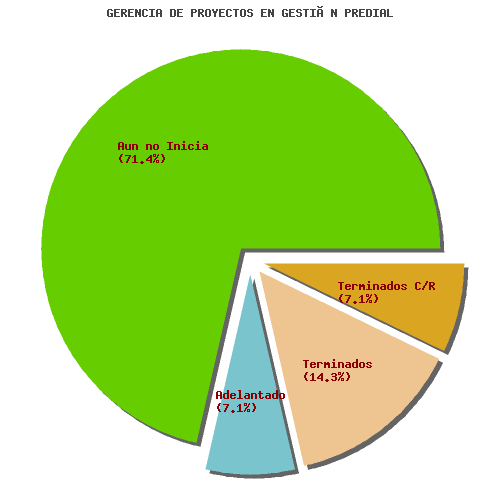 GERENCIA DE PROYECTOS EN GESTIĂ N PREDIAL
Aun no Inicia
(71.4%)
Terminados C/R
(7.1%)
Terminados
(14.3%)
Adelantado
(7.1%)